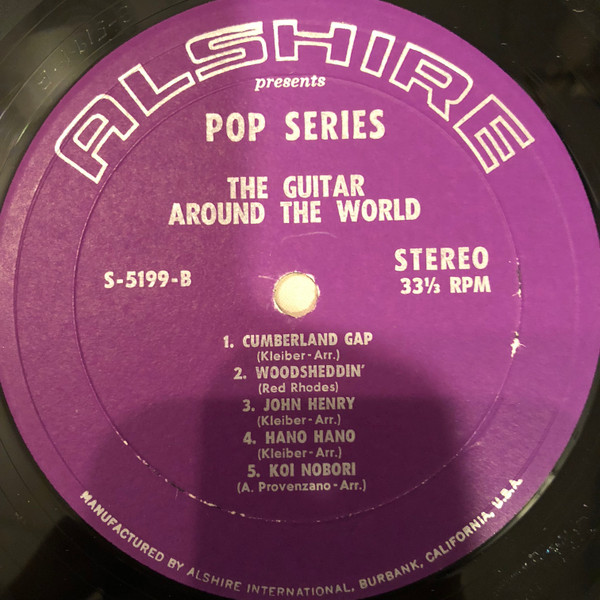 ALSHIRE
presents
POP SERIES
THE GUITAR
AROUND THE WORLD
S-5199-B
STEREO
33⅓ RPM
1. CUMBERLAND GAP
(Kleiber-Arr.)
2. WOODSHEDDIN'
(Red Rhodes)
3. JOHN HENRY
(Kleiber-Arr.)
4. HANO HANO
(Kleiber-Arr.)
5. KOI NOBORI
(A. Provenzano-Arr.)
MANUFACTURED BY ALSHIRE INTERNATIONAL, BURBANK, CALIFORNIA, U.S.A.